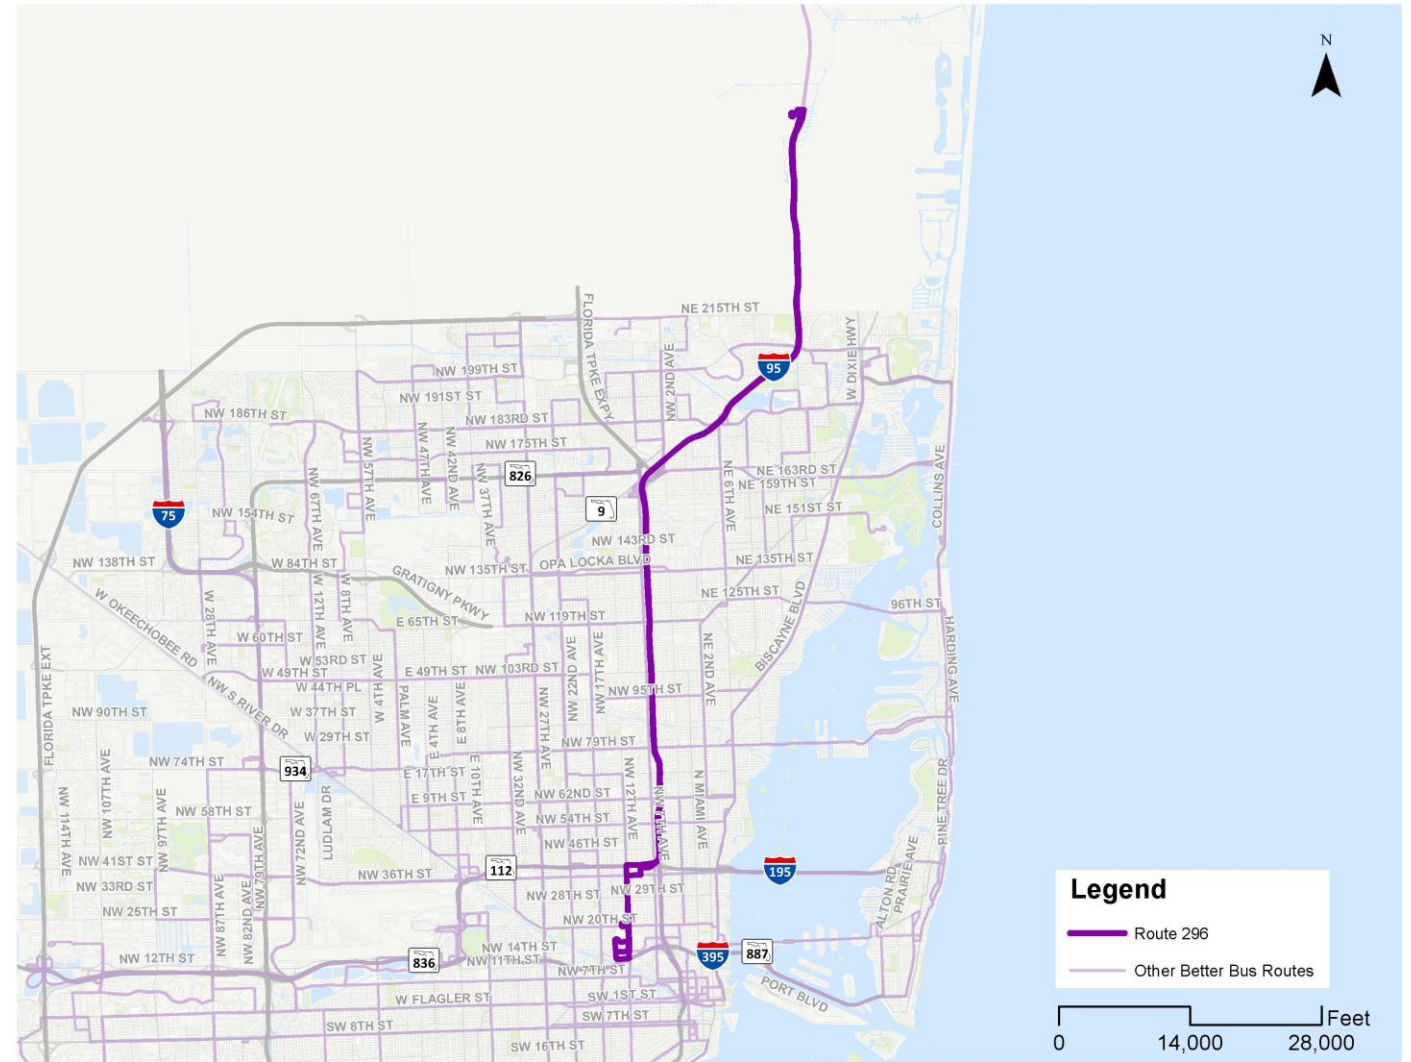 N
NE 215TH ST
FLORIDA TPKE EXPY
NW 2ND AVE
W DIXIE HWY
95
NW 199TH ST
NW 191ST ST
NW 186TH ST
NW 183RD ST
NW 175TH ST
NW 57TH AVE
NW 47TH AVE
NW 42ND AVE
NW 37TH AVE
NW 67TH AVE
826
NE 163RD ST
NE 159TH ST
NE 6TH AVE
COLLINS AVE
9
75
NW 154TH ST
NE 151ST ST
NW 143RD ST
NW 138TH ST
W 84TH ST
OPA LOCKA BLVD
NW 135TH ST
NE 135TH ST
GRATIGNY PKWY
W OKEECHOBEE RD
W 28TH AVE
W 12TH AVE
W 8TH AVE
NE 125TH ST
96TH ST
E 65TH ST
NW 119TH ST
BISCAYNE BLVD
HARDING AVE
W 60TH ST
W 53RD ST
W 49TH ST
E 49TH ST
NW 103RD ST
NW 22ND AVE
NW 17TH AVE
NE 2ND AVE
W 44TH PL
NW 95TH ST
FLORIDA TPKE EXT
NW S RIVER DR
W 4TH AVE
PALM AVE
E 4TH AVE
E 8TH AVE
NW 27TH AVE
NW 90TH ST
W 37TH ST
W 29TH ST
NW 79TH ST
NW 74TH ST
934
E 17TH ST
E 10TH AVE
NW 32ND AVE
NW 12TH AVE
NW 7TH AVE
N MIAMI AVE
PINE TREE DR
NW 107TH AVE
NW 114TH AVE
NW 97TH AVE
E 9TH ST
NW 62ND ST
NW 58TH ST
NW 54TH ST
LUDLAM DR
NW 72ND AVE
NW 79TH AVE
NW 46TH ST
NW 41ST ST
NW 36TH ST
112
195
NW 33RD ST
NW 28TH ST
NW 29TH ST
ALTON RD
PRAIRIE AVE
NW 25TH ST
NW 87TH AVE
NW 82ND AVE
NW 20TH ST
NW 14TH ST
NW 12TH ST
836
NW 11TH ST
NW 7TH ST
395
887
W FLAGLER ST
SW 1ST ST
PORT BLVD
SW 8TH ST
SW 7TH ST
SW 16TH ST
Legend
Route 296
Other Better Bus Routes
Feet
0 14,000 28,000